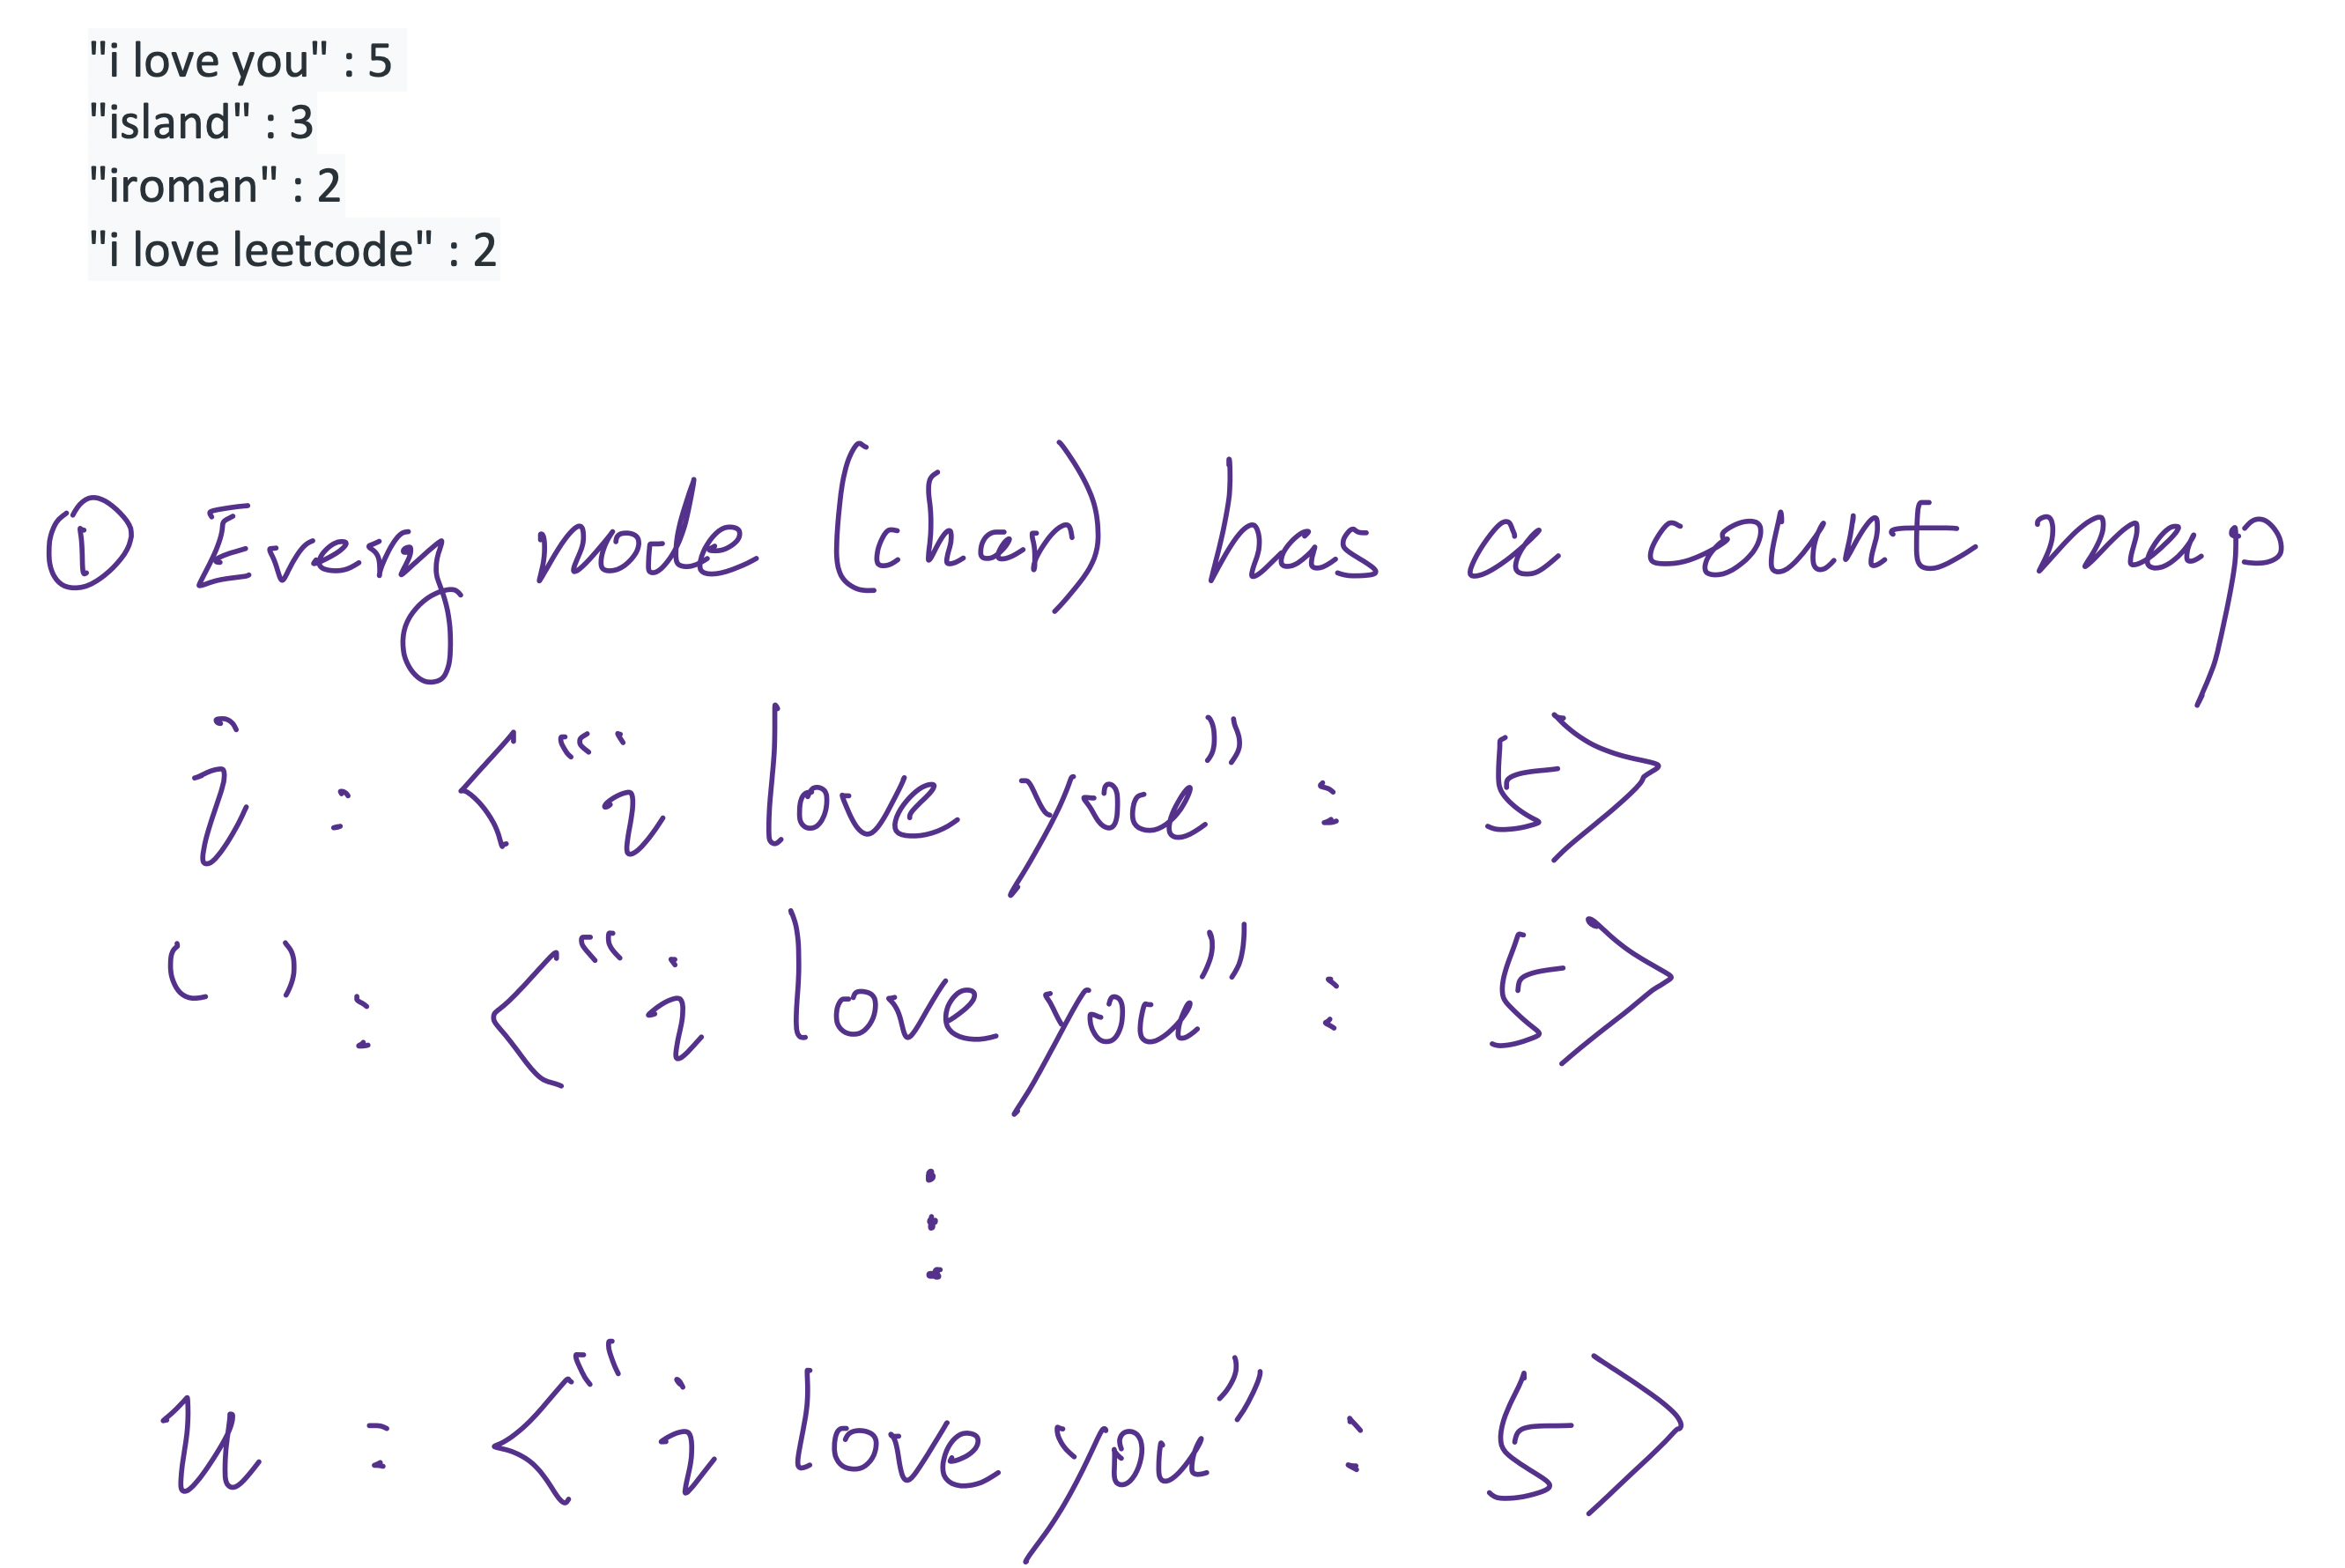 "i love you" : 5
"island" : 3
"iroman" : 2
"i love leetcode" : 2
① Every node (char) has a count map
i : <"i love you" : 5>
( ) : <"i love you" : 5>
⋮
u : <"i love you" : 5>